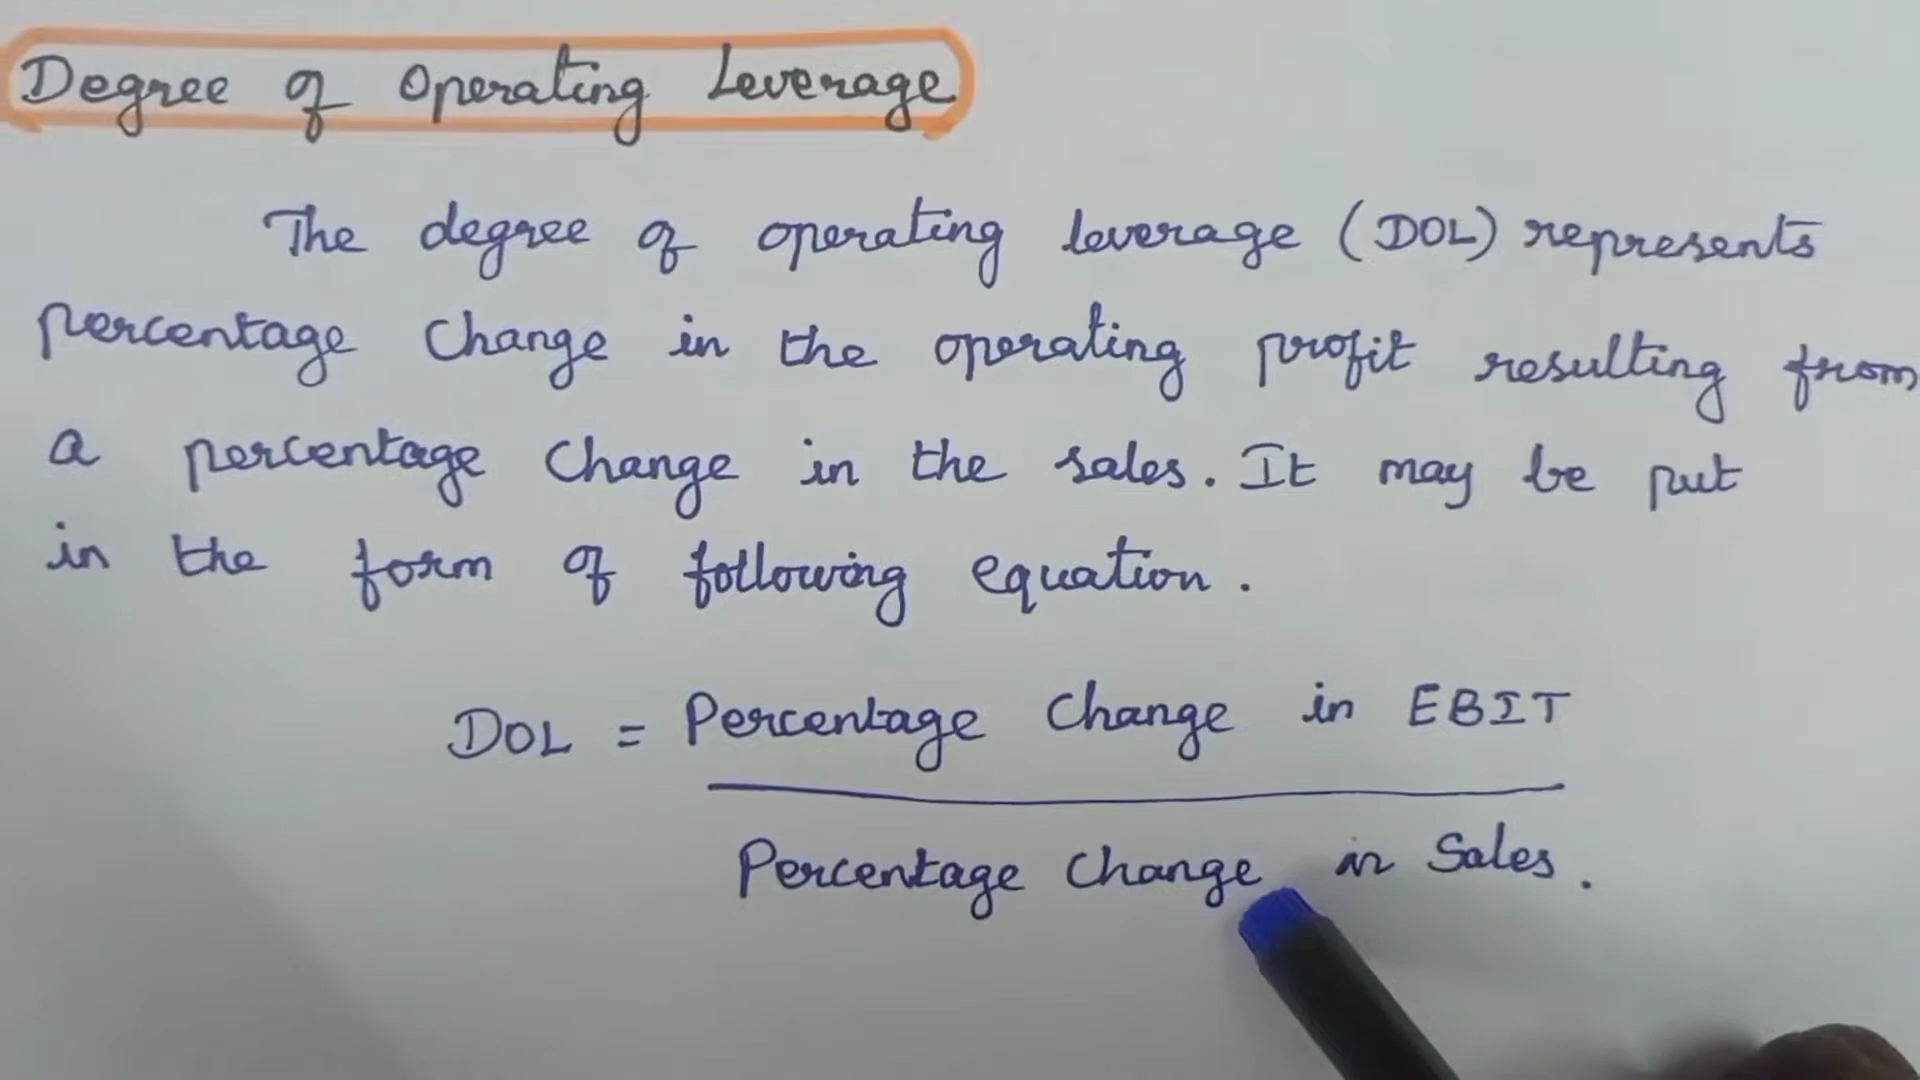 Degree of Operating Leverage
The degree of operating leverage (DOL) represents
percentage change in the operating profit resulting from
a percentage change in the sales. It may be put
in the form of following equation.
DOL = Percentage Change in EBIT
Percentage Change in Sales.